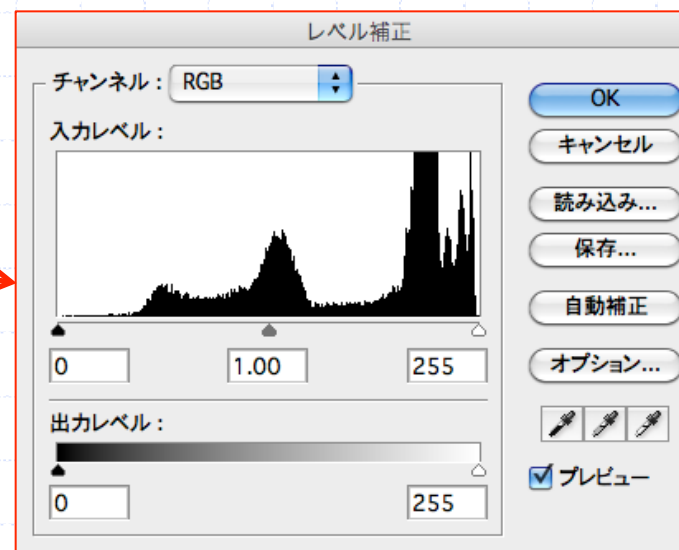 レベル補正
チャンネル： RGB
入力レベル：
0 1.00 255
出力レベル：
0 255
OK
キャンセル
読み込み...
保存...
自動補正
オプション...
プレビュー